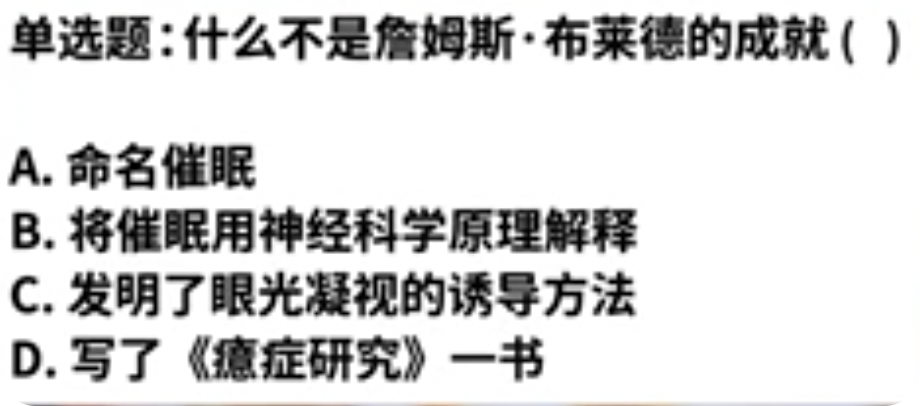 单选题:什么不是詹姆斯·布莱德的成就( )
A. 命名催眠
B. 将催眠用神经科学原理解释
C. 发明了眼光凝视的诱导方法
D. 写了《癔症研究》一书